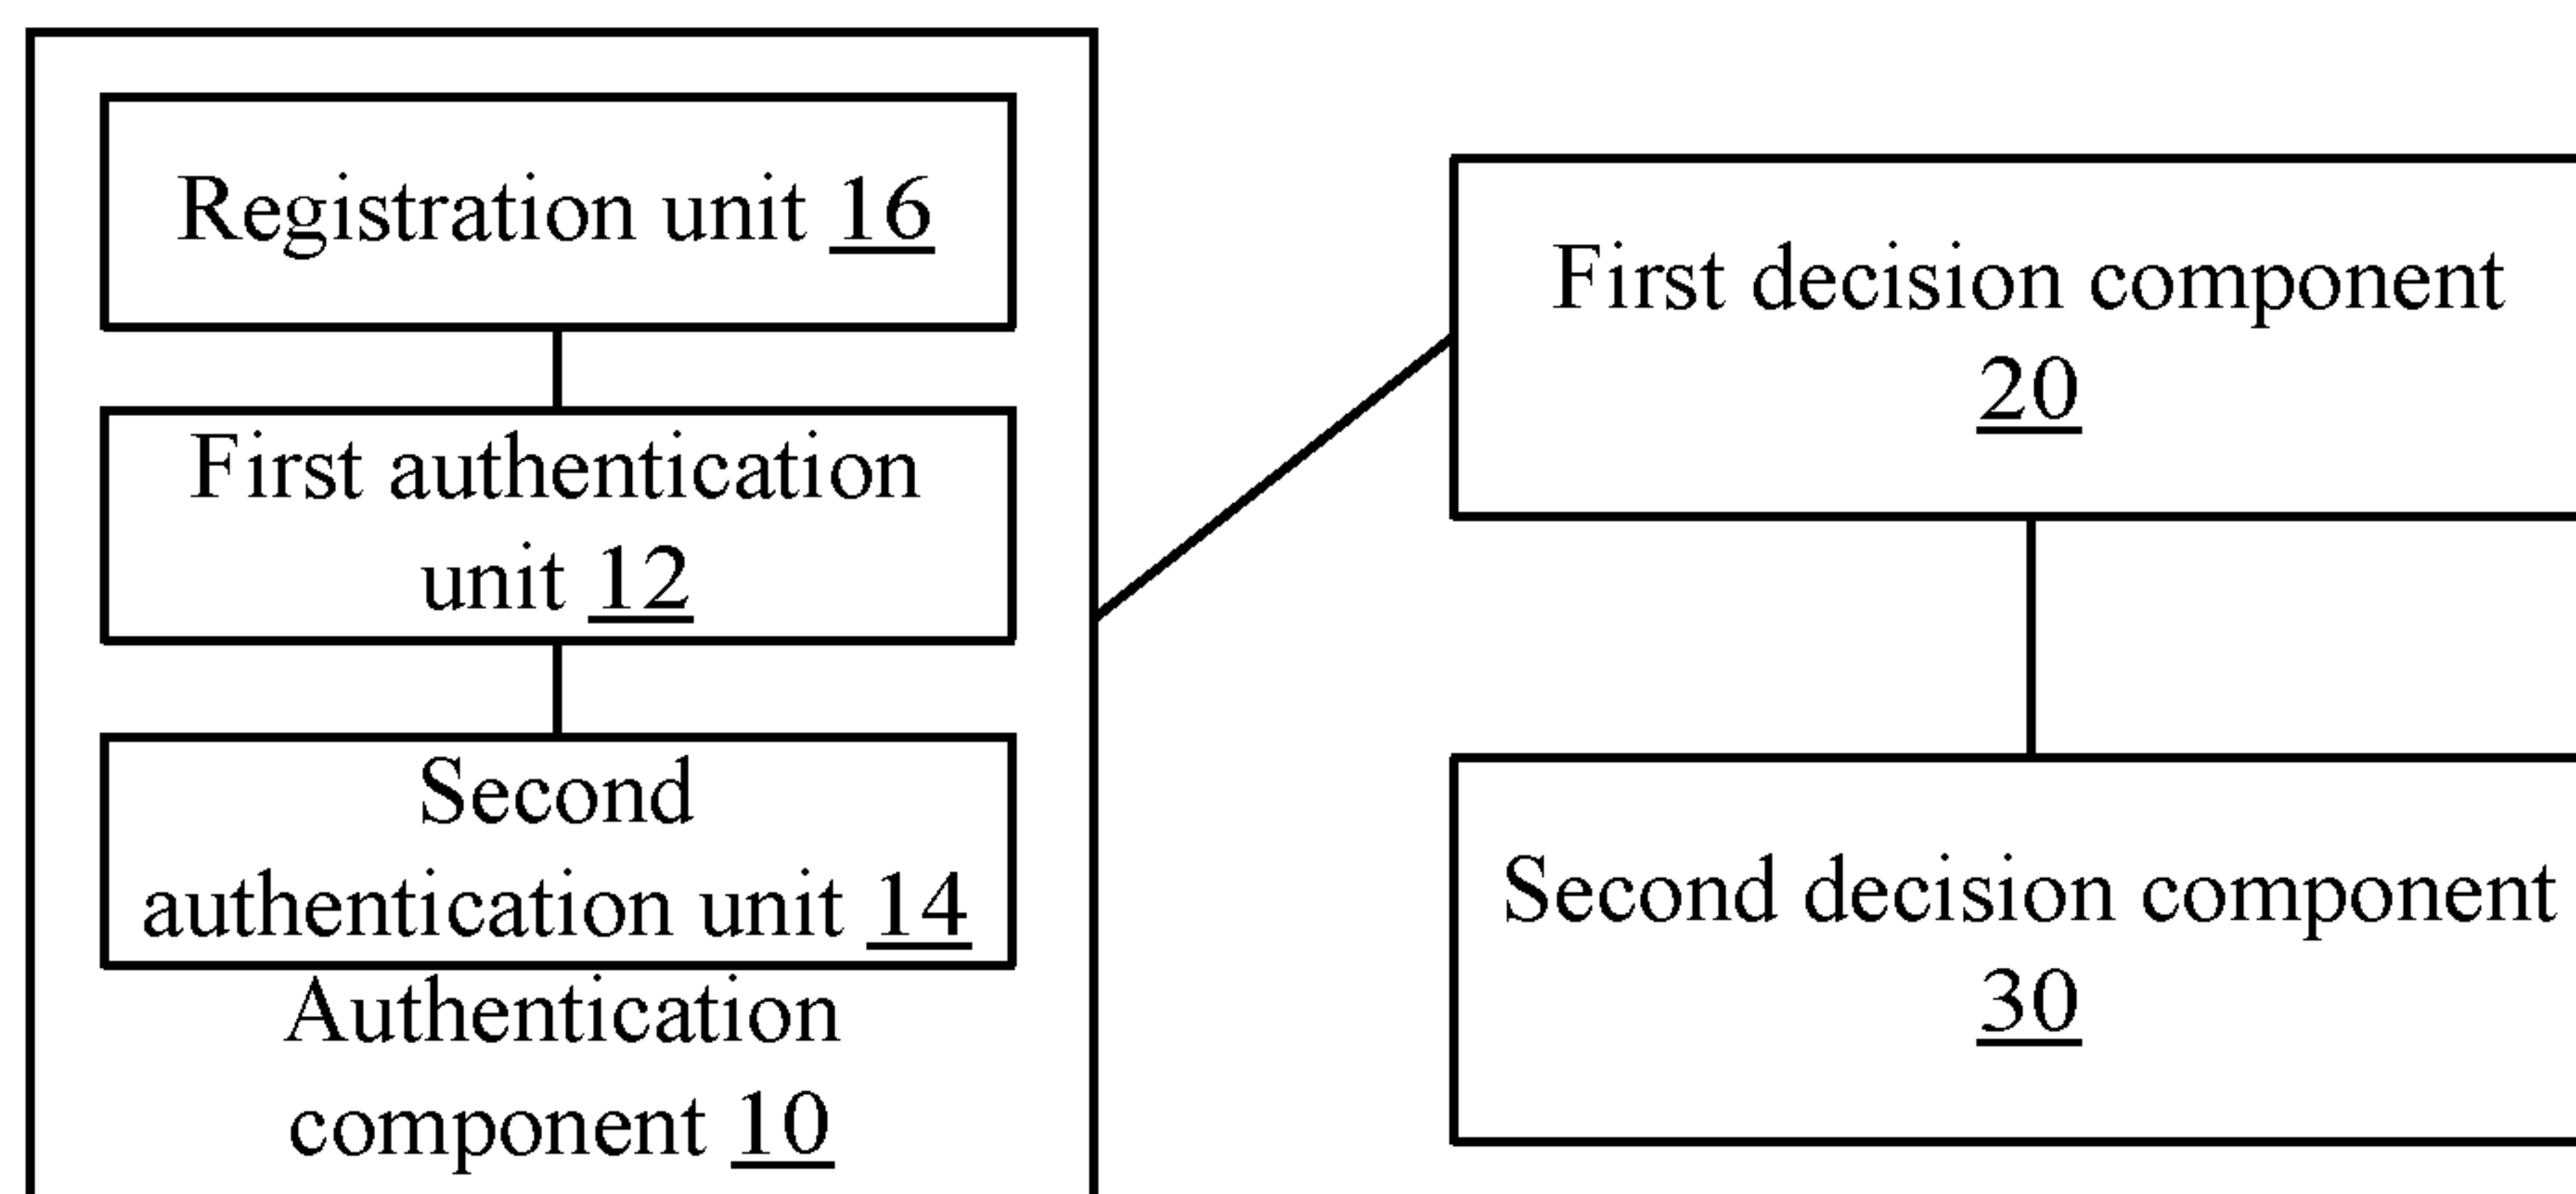 Registration unit 16
First authentication
unit 12
Second
authentication unit 14
Authentication
component 10
First decision component
20
Second decision component
30